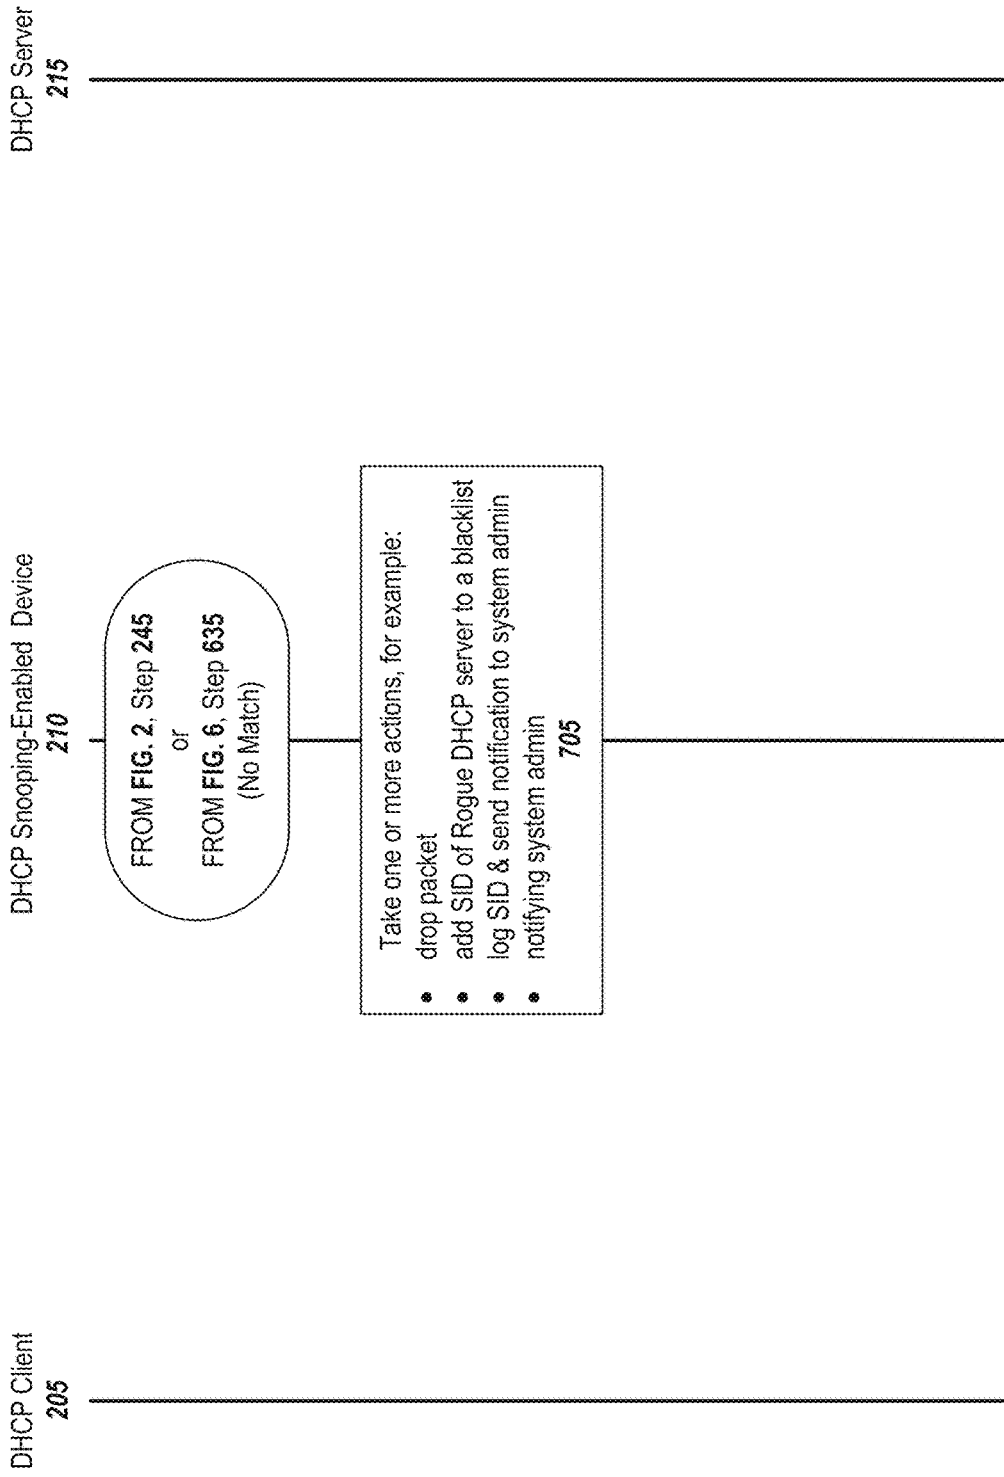 DHCP Client
205
DHCP Snooping-Enabled Device
210
DHCP Server
215
FROM FIG. 2, Step 245
or
FROM FIG. 6, Step 635
(No Match)
Take one or more actions, for example:
• drop packet
• add SID of Rogue DHCP server to a blacklist
• log SID & send notification to system admin
• notifying system admin
705